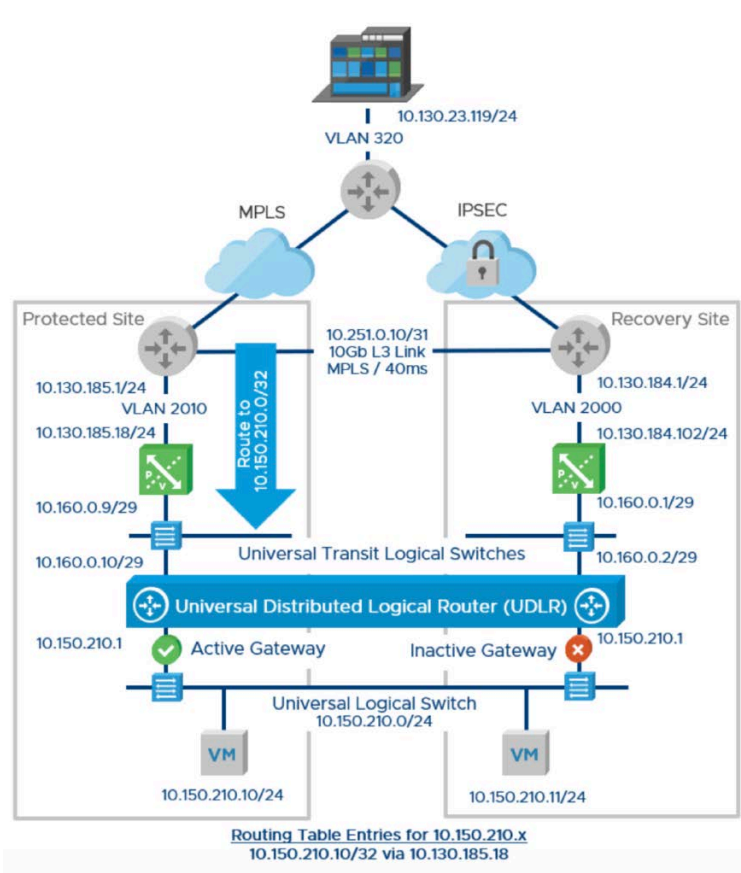 10.130.23.119/24
VLAN 320
MPLS
IPSEC
Protected Site
Recovery Site
10.251.0.10/31
10Gb L3 Link
MPLS / 40ms
10.130.185.1/24
VLAN 2010
10.130.185.18/24
Route to
10.150.210.0/32
10.130.184.1/24
VLAN 2000
10.130.184.102/24
P
V
P
V
10.160.0.9/29
10.160.0.1/29
Universal Transit Logical Switches
10.160.0.10/29
10.160.0.2/29
Universal Distributed Logical Router (UDLR)
10.150.210.1
Active Gateway
Inactive Gateway
10.150.210.1
Universal Logical Switch
10.150.210.0/24
VM
VM
10.150.210.10/24
10.150.210.11/24
Routing Table Entries for 10.150.210.x
10.150.210.10/32 via 10.130.185.18